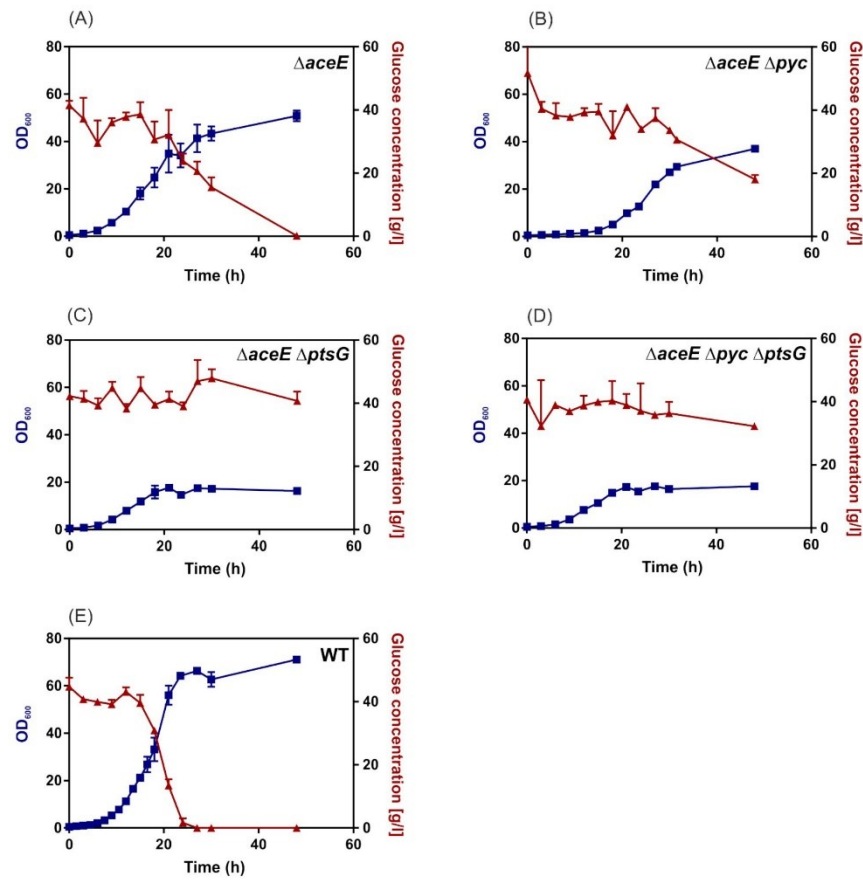 (A)
ΔaceE
80
60
40
20
0
OD600
60
40
20
0
Glucose concentration [g/l]
0 20 40 60
Time (h)
(B)
ΔaceE Δpyc
80
60
40
20
0
OD600
60
40
20
0
Glucose concentration [g/l]
0 20 40 60
Time (h)
(C)
ΔaceE ΔptsG
80
60
40
20
0
OD600
60
40
20
0
Glucose concentration [g/l]
0 20 40 60
Time (h)
(D)
ΔaceE Δpyc ΔptsG
80
60
40
20
0
OD600
60
40
20
0
Glucose concentration [g/l]
0 20 40 60
Time (h)
(E)
WT
80
60
40
20
0
OD600
60
40
20
0
Glucose concentration [g/l]
0 20 40 60
Time (h)